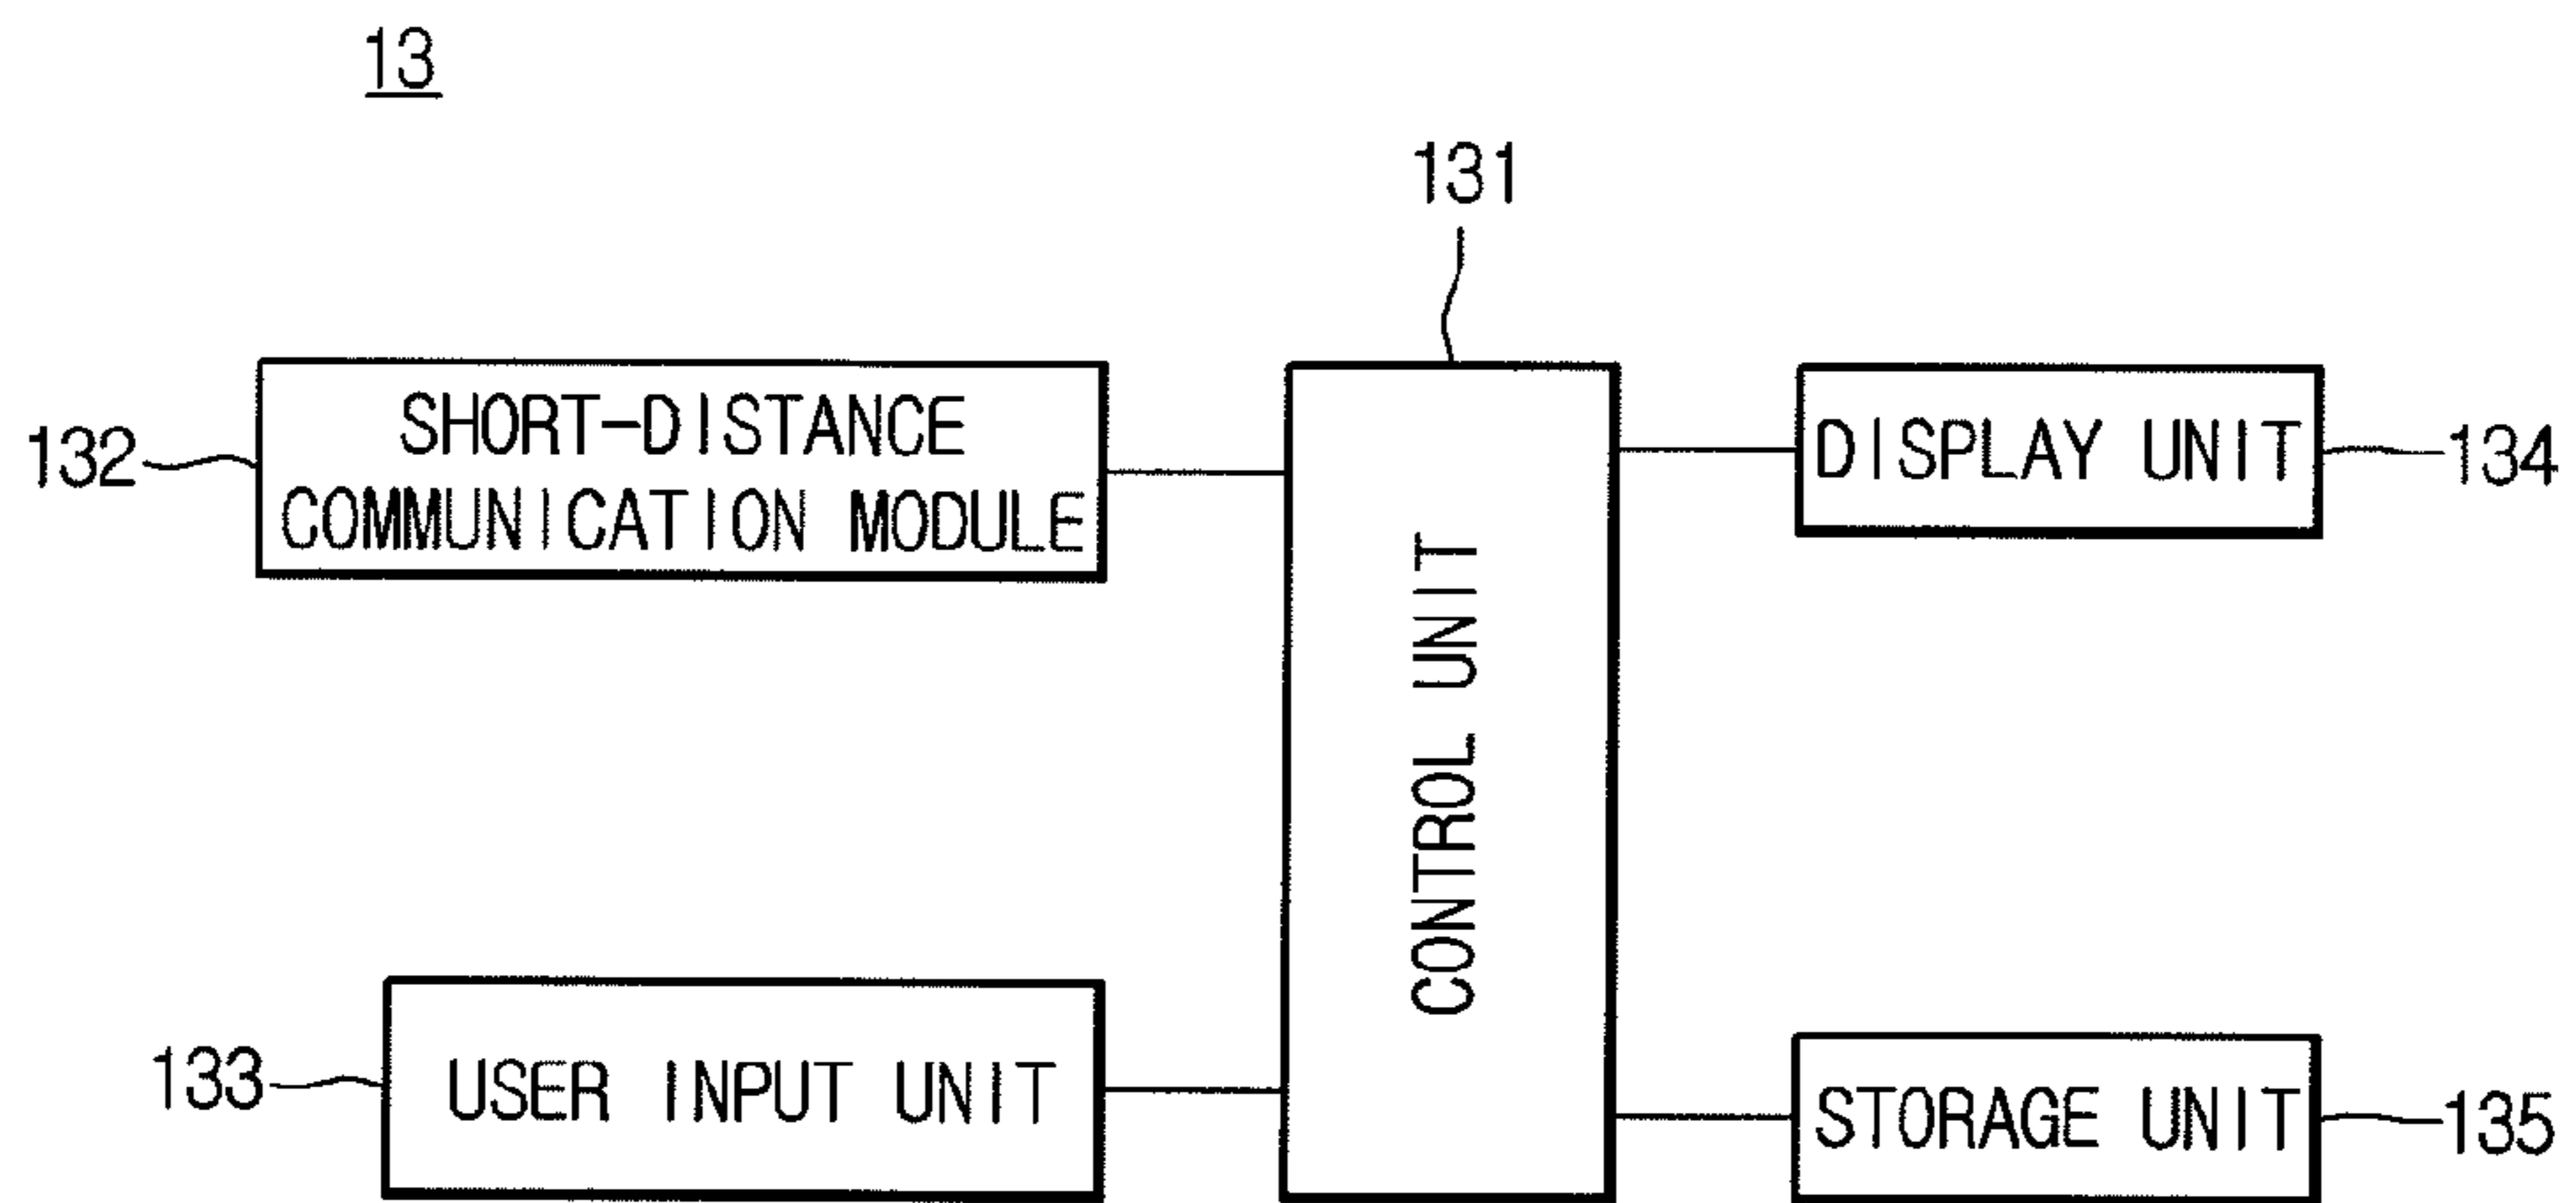 13
131
132
SHORT-DISTANCE
COMMUNICATION MODULE
CONTROL UNIT
DISPLAY UNIT
134
133
USER INPUT UNIT
STORAGE UNIT
135